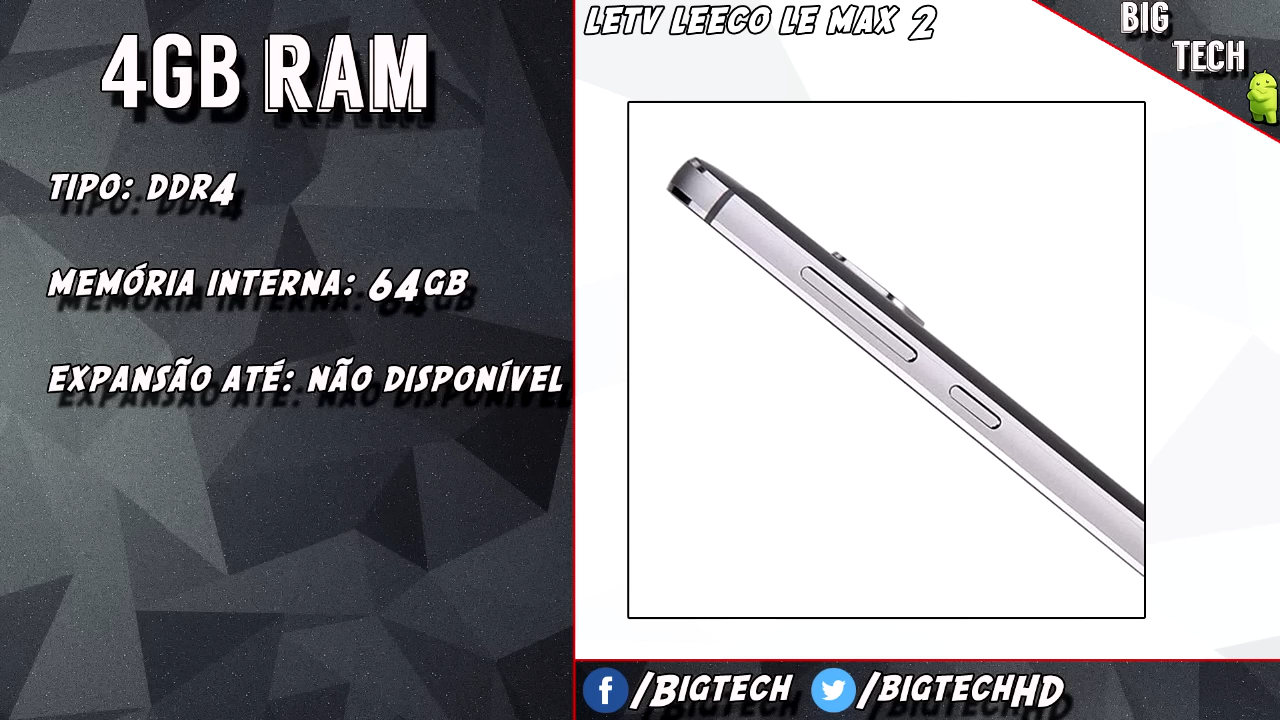 4GB RAM
TIPO: DDR4
MEMÓRIA INTERNA: 64GB
EXPANSÃO ATÉ: NÃO DISPONÍVEL
LETV LEECO LE MAX 2
BIG
TECH
/BIGTECH
/BIGTECHHD